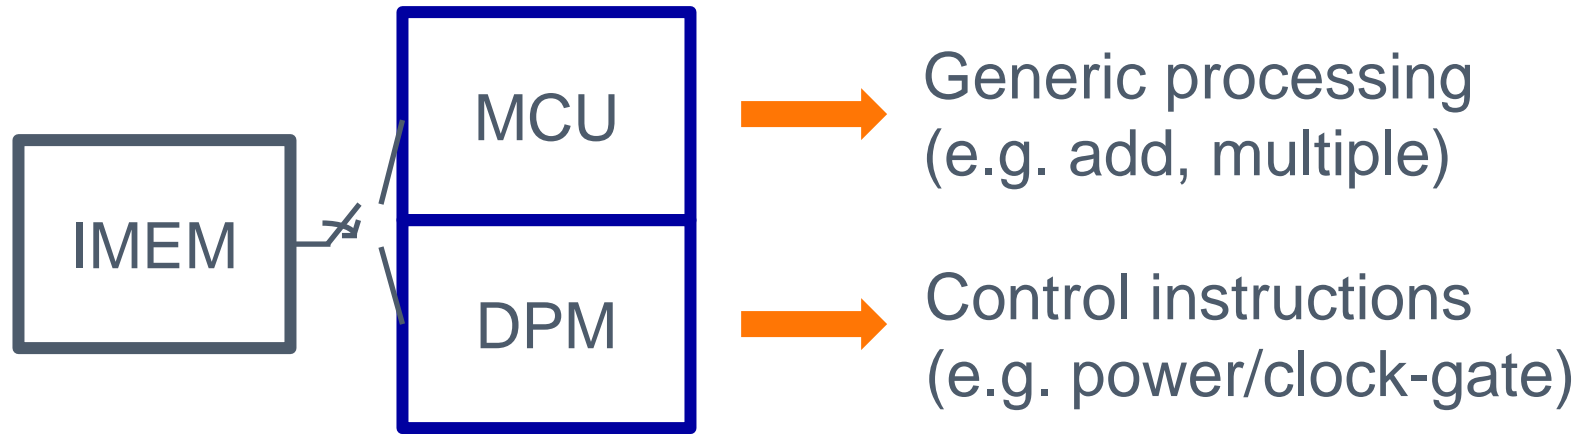 IMEM
MCU
DPM
Generic processing
(e.g. add, multiple)
Control instructions
(e.g. power/clock-gate)